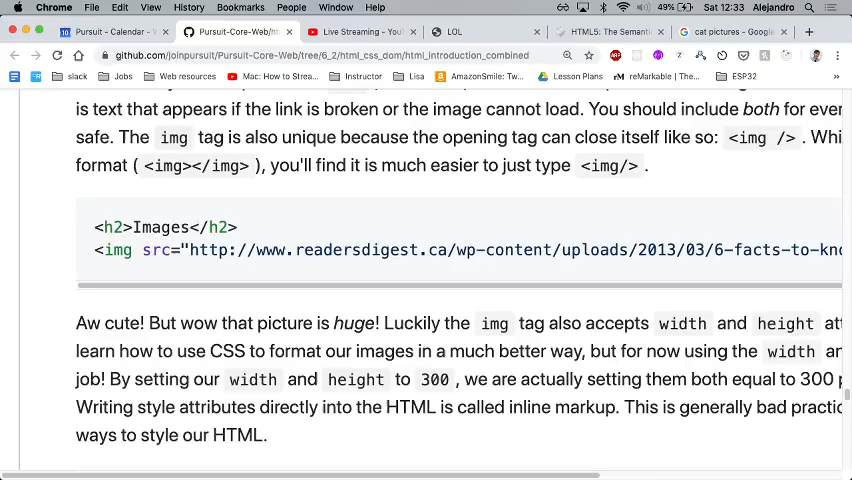 Chrome File Edit View History Bookmarks People Window Help 49% Sat 12:33 Alejandro
Pursuit - Calendar - W Pursuit-Core-Web/ht Live Streaming - You LOL HTML5: The Semanti cat pictures - Google
github.com/joinpursuit/Pursuit-Core-Web/tree/6_2/html_css_dom/html_introduction_combined
slack Jobs Web resources Mac: How to Strea... Instructor Lisa AmazonSmile: Tw... Lesson Plans reMarkable | The... ESP32
is text that appears if the link is broken or the image cannot load. You should include both for ever
safe. The img tag is also unique because the opening tag can close itself like so: <img />. Whi
format ( <img></img> ), you'll find it is much easier to just type <img/>.
<h2>Images</h2>
<img src="http://www.readersdigest.ca/wp-content/uploads/2013/03/6-facts-to-kno
Aw cute! But wow that picture is huge! Luckily the img tag also accepts width and height att
learn how to use CSS to format our images in a much better way, but for now using the width an
job! By setting our width and height to 300, we are actually setting them both equal to 300 p
Writing style attributes directly into the HTML is called inline markup. This is generally bad practic
ways to style our HTML.